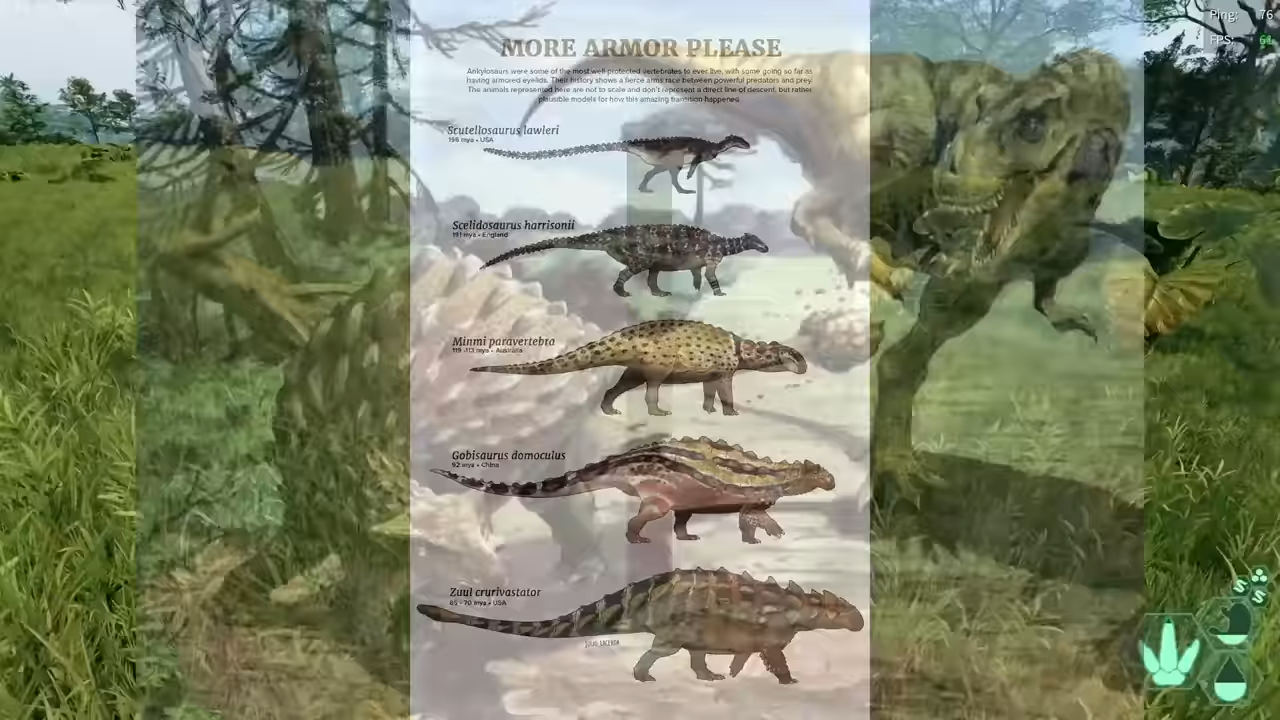 Ping: 76
FPS: 61
MORE ARMOR PLEASE
Ankylosaurs were some of the most well-protected vertebrates to ever live, with some going so far as
having armored eyelids. Their history shows a fierce arms race between powerful predators and prey.
The animals represented here are not to scale and don't represent a direct line of descent, but rather
plausible models for how this amazing transition happened.
Scutellosaurus lawleri
196 mya • USA
Scelidosaurus harrisonii
191 mya • England
Minmi paravertebra
119 -113 mya • Australia
Gobisaurus domoculus
92 mya • China
Zuul crurivastator
85 - 70 mya • USA
S
S